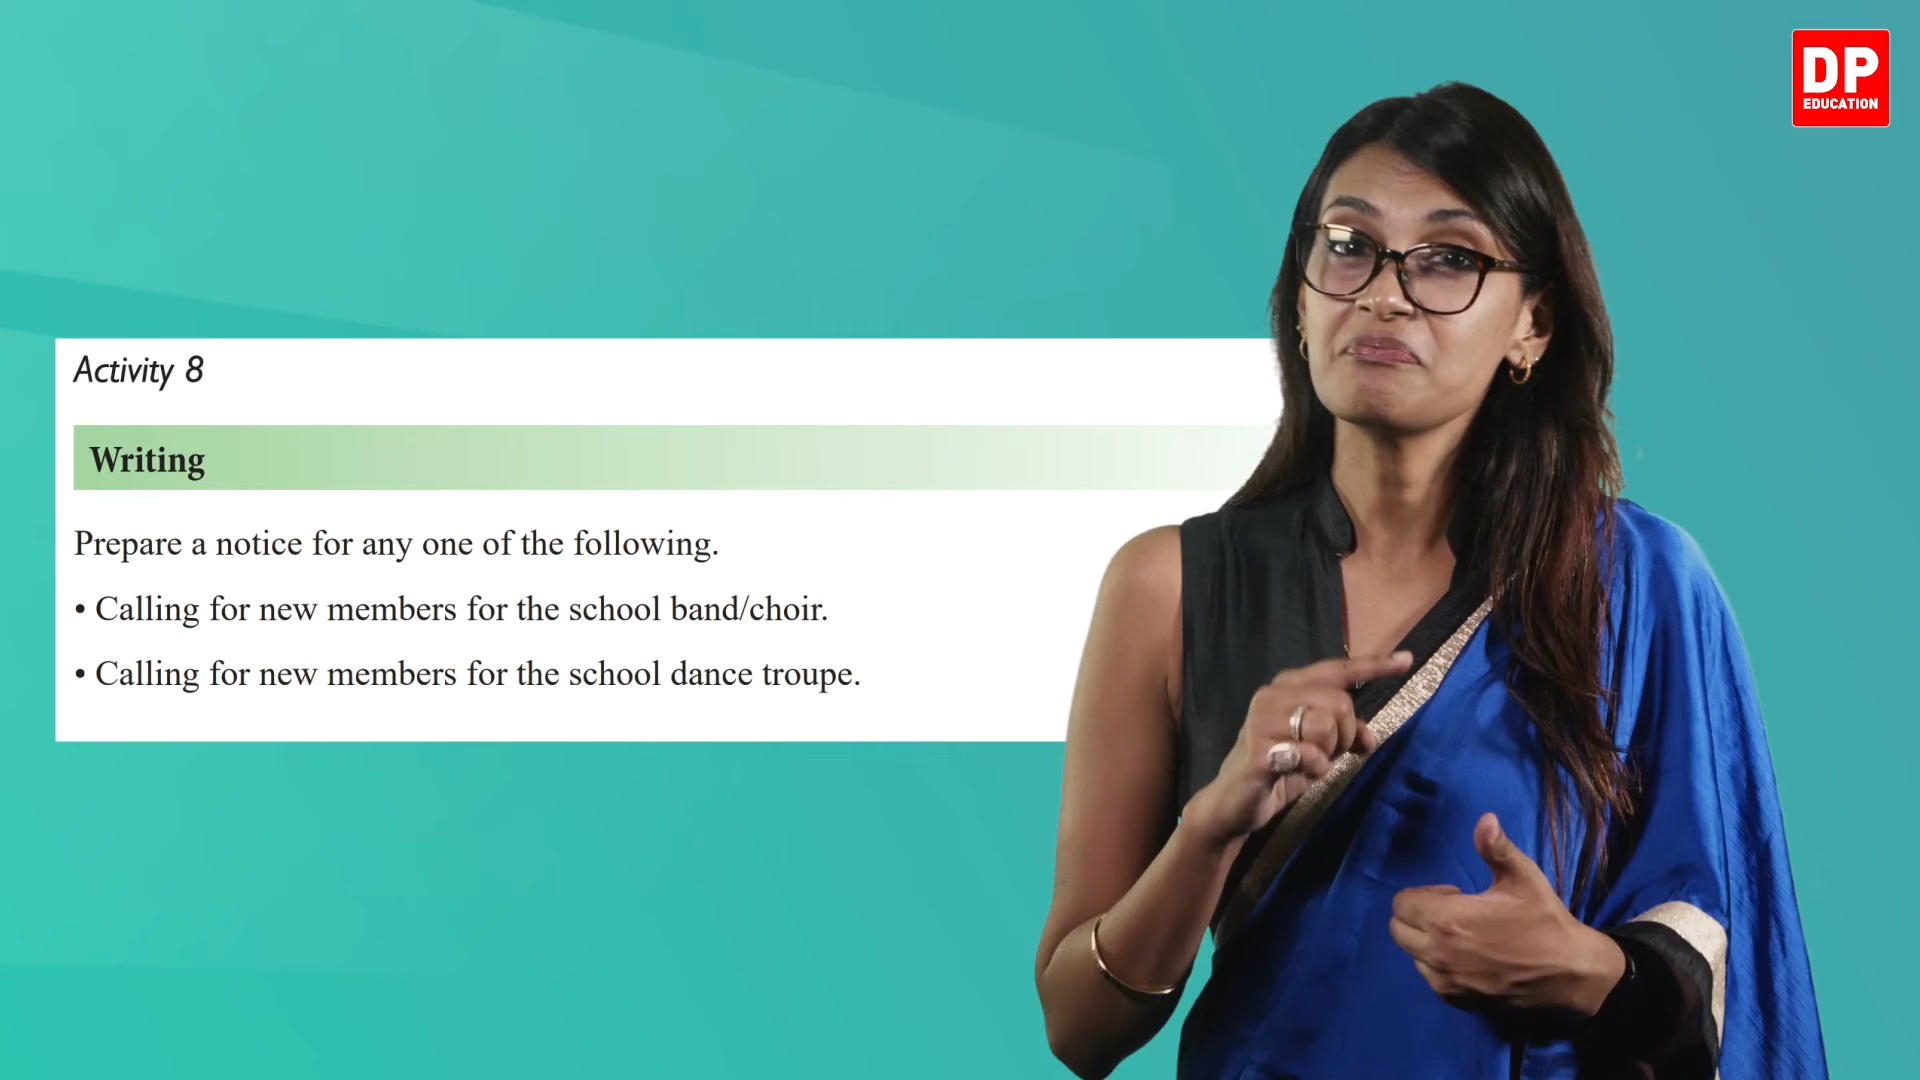 DP
EDUCATION
Activity 8
Writing
Prepare a notice for any one of the following.
• Calling for new members for the school band/choir.
• Calling for new members for the school dance troupe.